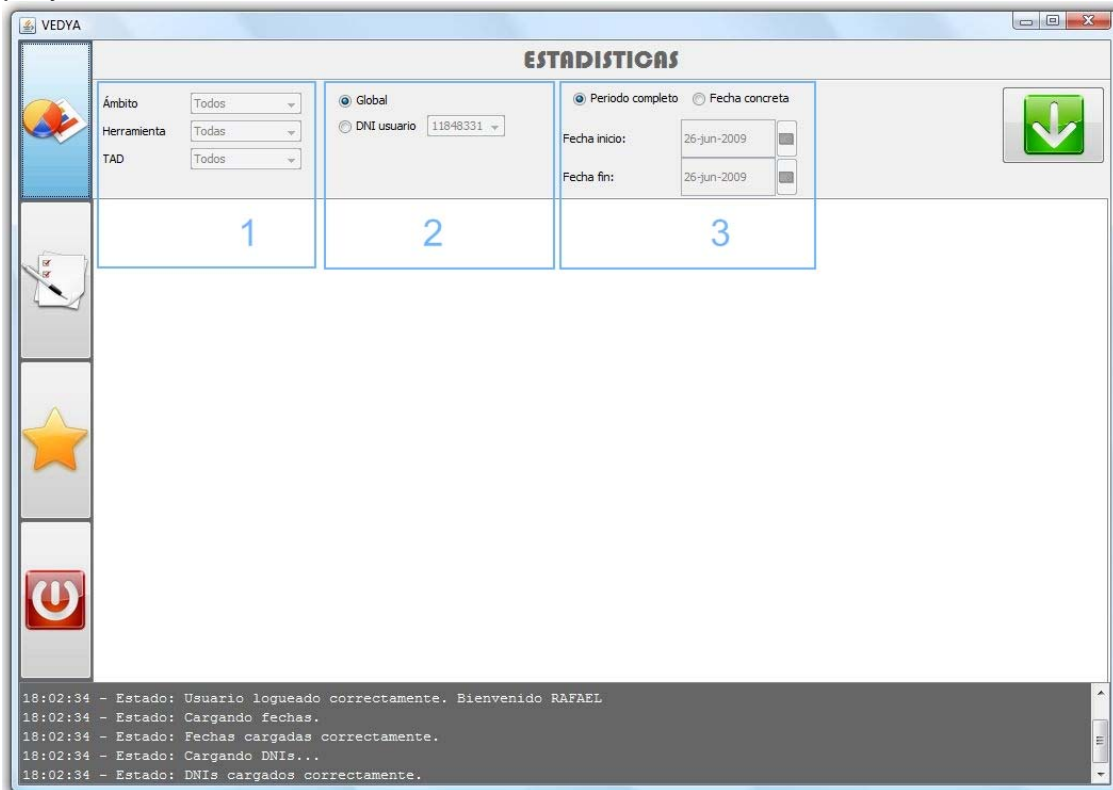 VEDYA
ESTADISTICAS
Ámbito Todos
Herramienta Todas
TAD Todos
1
Global
DNI usuario 11848331
2
Periodo completo Fecha concreta
Fecha inicio: 26-jun-2009
Fecha fin: 26-jun-2009
3
18:02:34 - Estado: Usuario logueado correctamente. Bienvenido RAFAEL
18:02:34 - Estado: Cargando fechas.
18:02:34 - Estado: Fechas cargadas correctamente.
18:02:34 - Estado: Cargando DNIs...
18:02:34 - Estado: DNIs cargados correctamente.